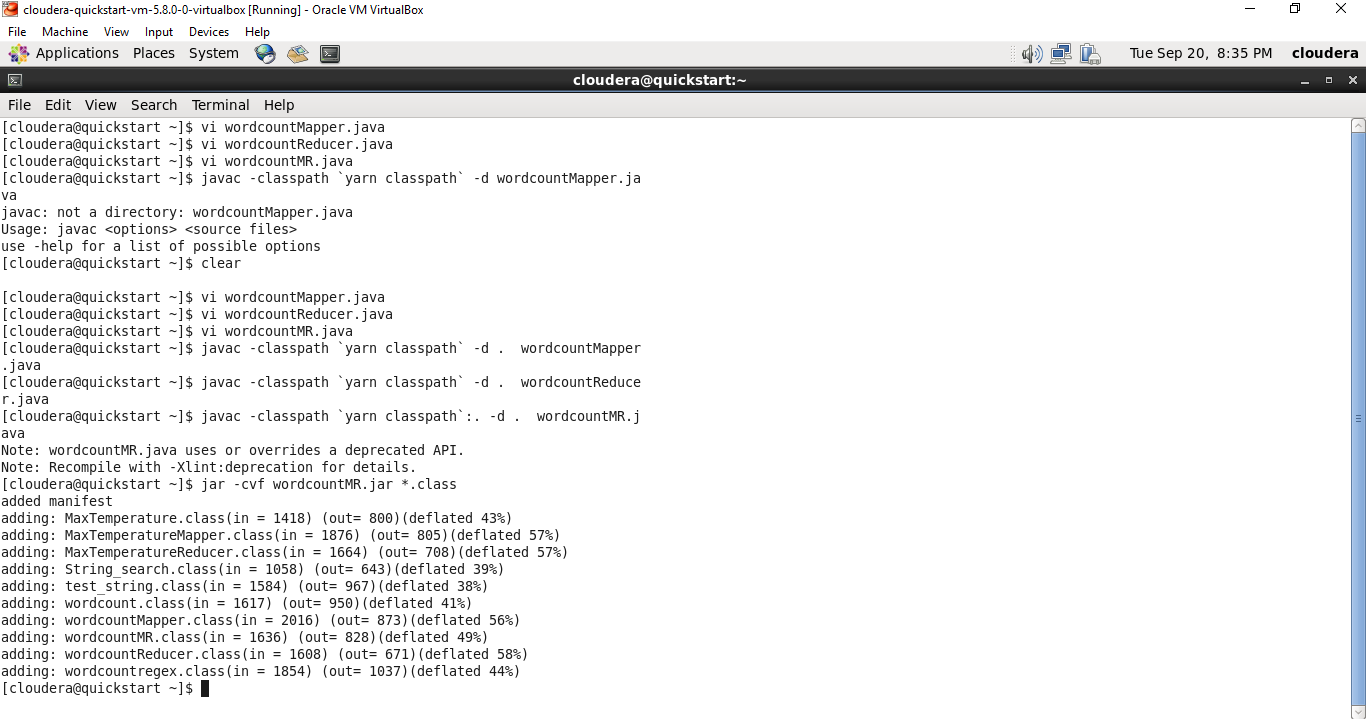 cloudera-quickstart-vm-5.8.0-0-virtualbox [Running] - Oracle VM VirtualBox
File Machine View Input Devices Help
Applications Places System Tue Sep 20, 8:35 PM cloudera
cloudera@quickstart:~
File Edit View Search Terminal Help
[cloudera@quickstart ~]$ vi wordcountMapper.java
[cloudera@quickstart ~]$ vi wordcountReducer.java
[cloudera@quickstart ~]$ vi wordcountMR.java
[cloudera@quickstart ~]$ javac -classpath `yarn classpath` -d wordcountMapper.ja
va
javac: not a directory: wordcountMapper.java
Usage: javac <options> <source files>
use -help for a list of possible options
[cloudera@quickstart ~]$ clear
[cloudera@quickstart ~]$ vi wordcountMapper.java
[cloudera@quickstart ~]$ vi wordcountReducer.java
[cloudera@quickstart ~]$ vi wordcountMR.java
[cloudera@quickstart ~]$ javac -classpath `yarn classpath` -d .  wordcountMapper
.java
[cloudera@quickstart ~]$ javac -classpath `yarn classpath` -d .  wordcountReduce
r.java
[cloudera@quickstart ~]$ javac -classpath `yarn classpath`:. -d .  wordcountMR.j
ava
Note: wordcountMR.java uses or overrides a deprecated API.
Note: Recompile with -Xlint:deprecation for details.
[cloudera@quickstart ~]$ jar -cvf wordcountMR.jar *.class
added manifest
adding: MaxTemperature.class(in = 1418) (out= 800)(deflated 43%)
adding: MaxTemperatureMapper.class(in = 1876) (out= 805)(deflated 57%)
adding: MaxTemperatureReducer.class(in = 1664) (out= 708)(deflated 57%)
adding: String_search.class(in = 1058) (out= 643)(deflated 39%)
adding: test_string.class(in = 1584) (out= 967)(deflated 38%)
adding: wordcount.class(in = 1617) (out= 950)(deflated 41%)
adding: wordcountMapper.class(in = 2016) (out= 873)(deflated 56%)
adding: wordcountMR.class(in = 1636) (out= 828)(deflated 49%)
adding: wordcountReducer.class(in = 1608) (out= 671)(deflated 58%)
adding: wordcountregex.class(in = 1854) (out= 1037)(deflated 44%)
[cloudera@quickstart ~]$